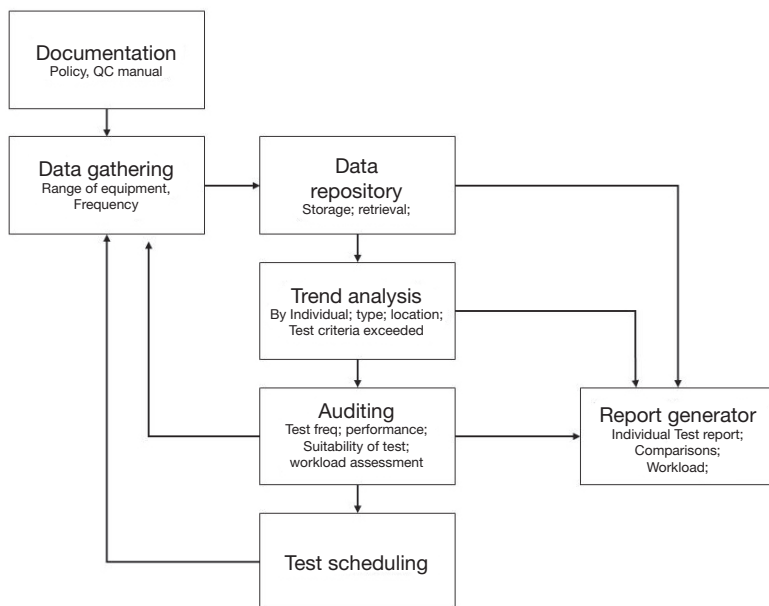 Documentation
Policy, QC manual
Data gathering
Range of equipment,
Frequency
Data
repository
Storage; retrieval;
Trend analysis
By Individual; type; location;
Test criteria exceeded
Auditing
Test freq; performance;
Suitability of test;
workload assessment
Report generator
Individual Test report;
Comparisons;
Workload;
Test scheduling